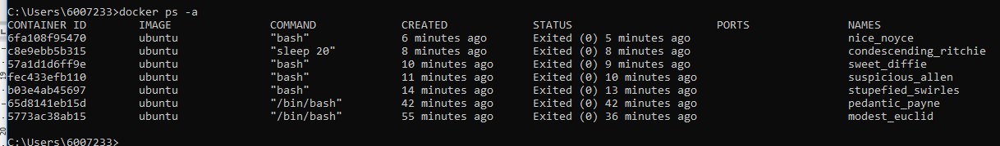 C:\Users\6007233>docker ps -a
CONTAINER ID IMAGE COMMAND CREATED STATUS PORTS NAMES
6fa108f95470 ubuntu "bash" 6 minutes ago Exited (0) 5 minutes ago nice_noyce
c8e9ebb5b315 ubuntu "sleep 20" 8 minutes ago Exited (0) 8 minutes ago condescending_ritchie
57a1d1d6ff9e ubuntu "bash" 10 minutes ago Exited (0) 9 minutes ago sweet_diffie
fec433efb110 ubuntu "bash" 11 minutes ago Exited (0) 10 minutes ago suspicious_allen
b03e4ab45697 ubuntu "bash" 14 minutes ago Exited (0) 13 minutes ago stupefied_swirles
65d8141eb15d ubuntu "/bin/bash" 42 minutes ago Exited (0) 42 minutes ago pedantic_payne
5773ac38ab15 ubuntu "/bin/bash" 55 minutes ago Exited (0) 36 minutes ago modest_euclid
C:\Users\6007233>
19
20